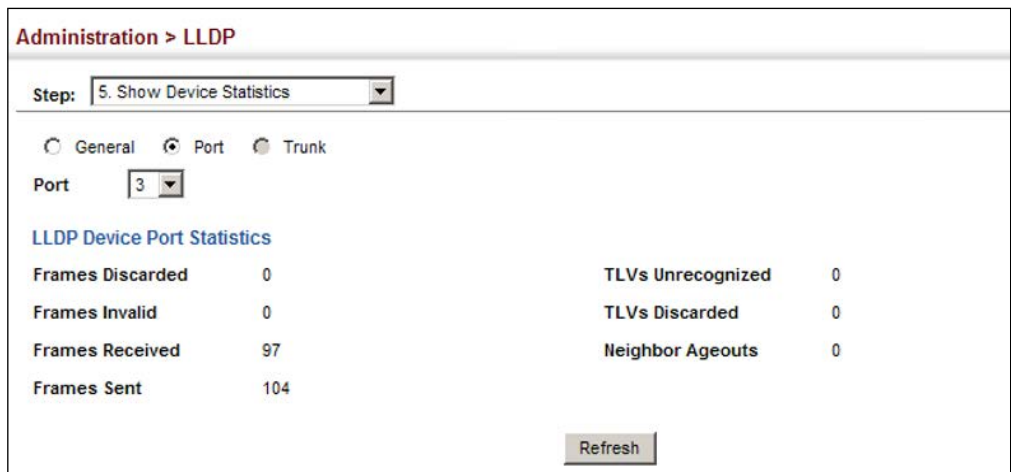 Administration > LLDP
Step: 5. Show Device Statistics
General Port Trunk
Port 3
LLDP Device Port Statistics
Frames Discarded 0 TLVs Unrecognized 0
Frames Invalid 0 TLVs Discarded 0
Frames Received 97 Neighbor Ageouts 0
Frames Sent 104
Refresh